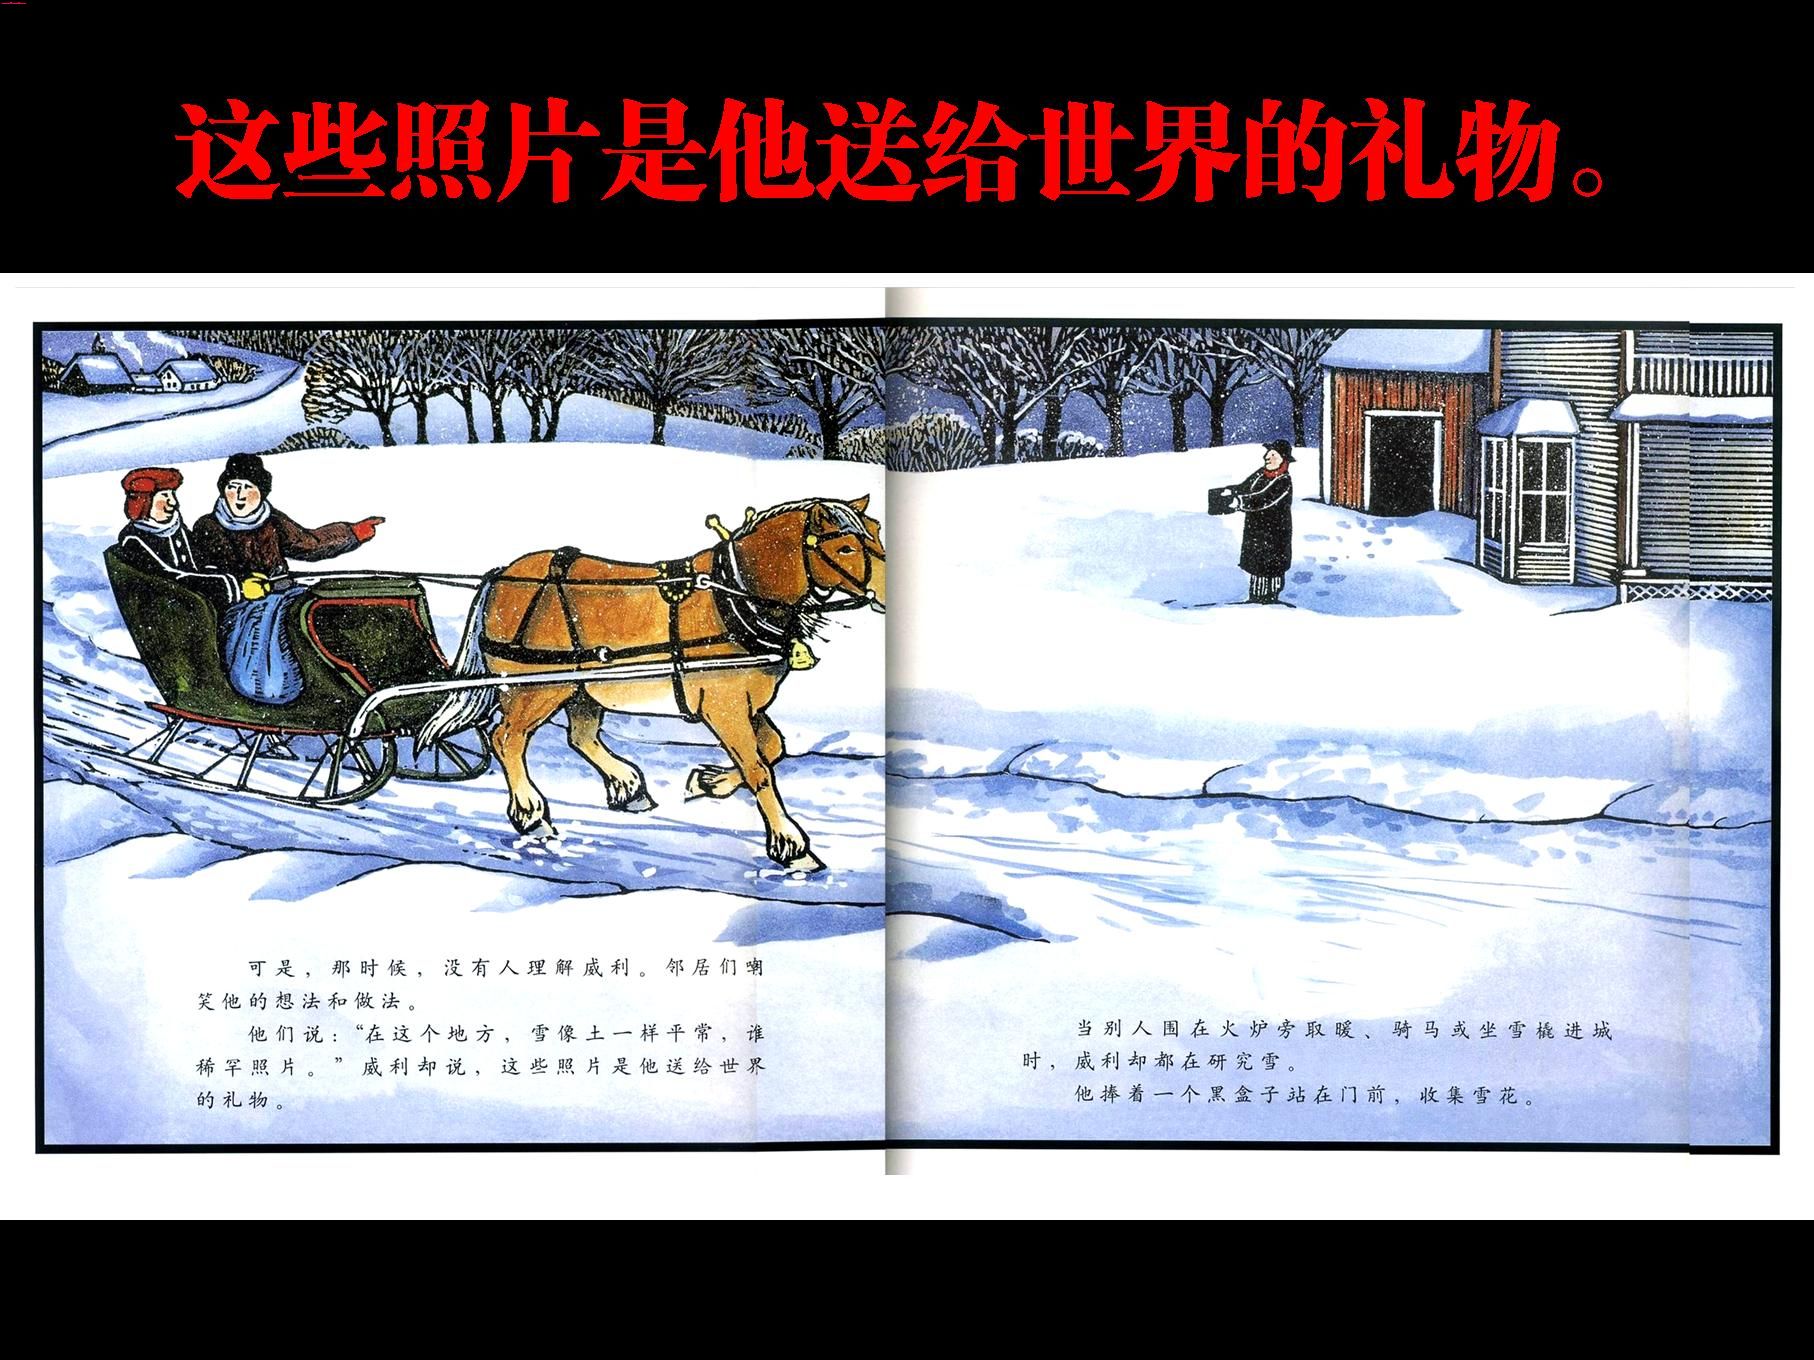 这些照片是他送给世界的礼物。
可是，那时候，没有人理解威利。邻居们嘲
笑他的想法和做法。
他们说：“在这个地方，雪像土一样平常，谁
稀罕照片。”威利却说，这些照片是他送给世界
的礼物。
当别人围在火炉旁取暖、骑马或坐雪橇进城
时，威利却都在研究雪。
他捧着一个黑盒子站在门前，收集雪花。